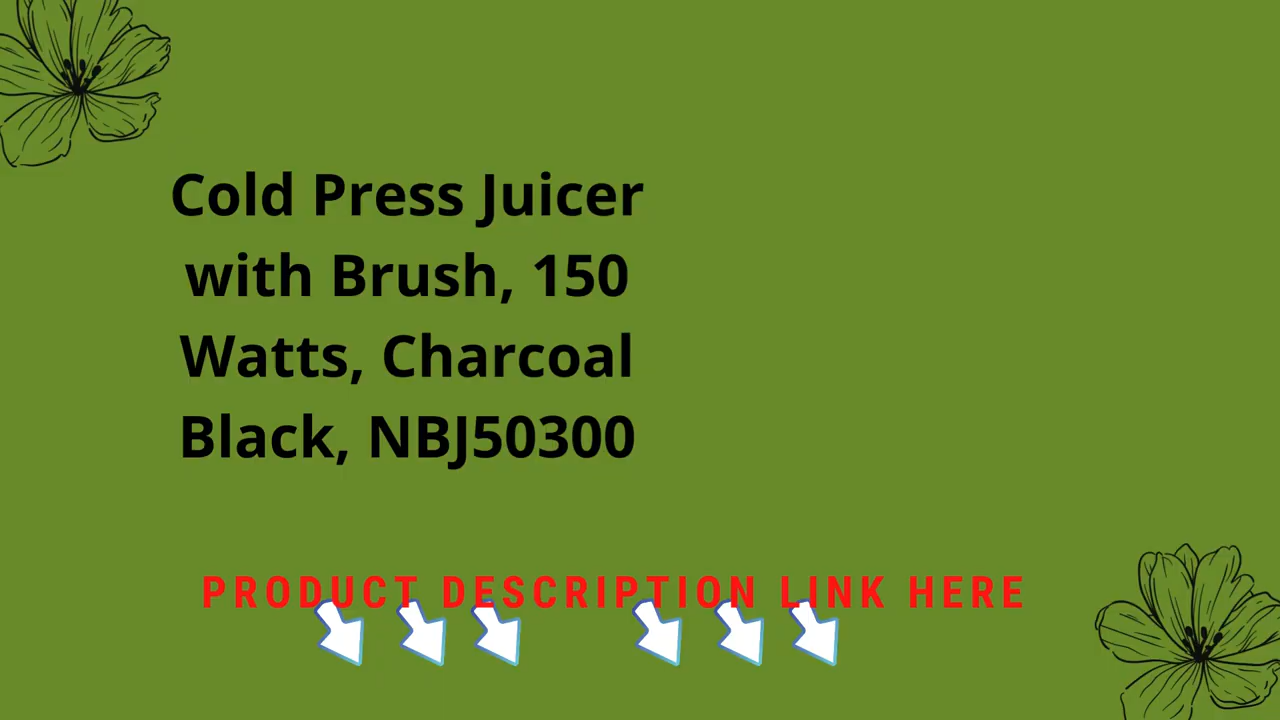 Cold Press Juicer
with Brush, 150
Watts, Charcoal
Black, NBJ50300
PRODUCT DESCRIPTION LINK HERE